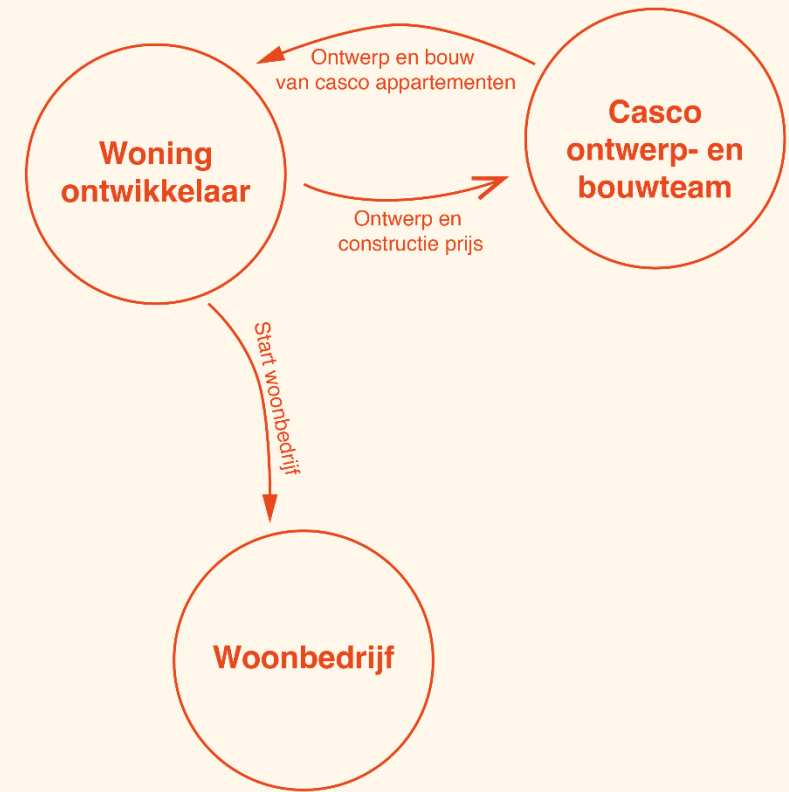 Ontwerp en bouw
van casco appartementen
Casco
ontwerp- en
bouwteam
Woning
ontwikkelaar
Ontwerp en
constructie prijs
Start woonbedrijf
Woonbedrijf